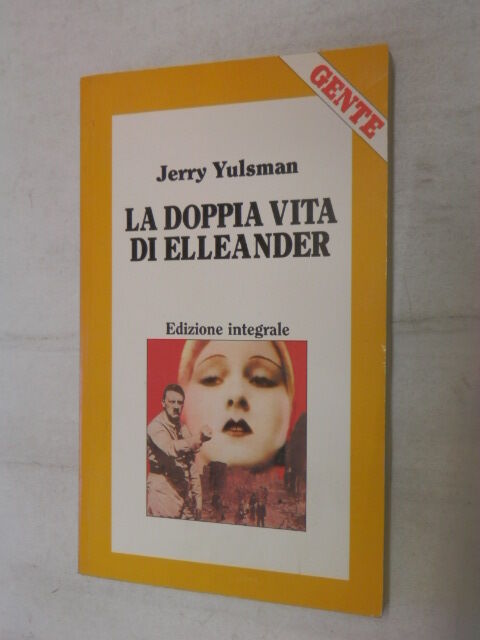 GENTE
Jerry Yulsman
LA DOPPIA VITA
DI ELLEANDER
Edizione integrale